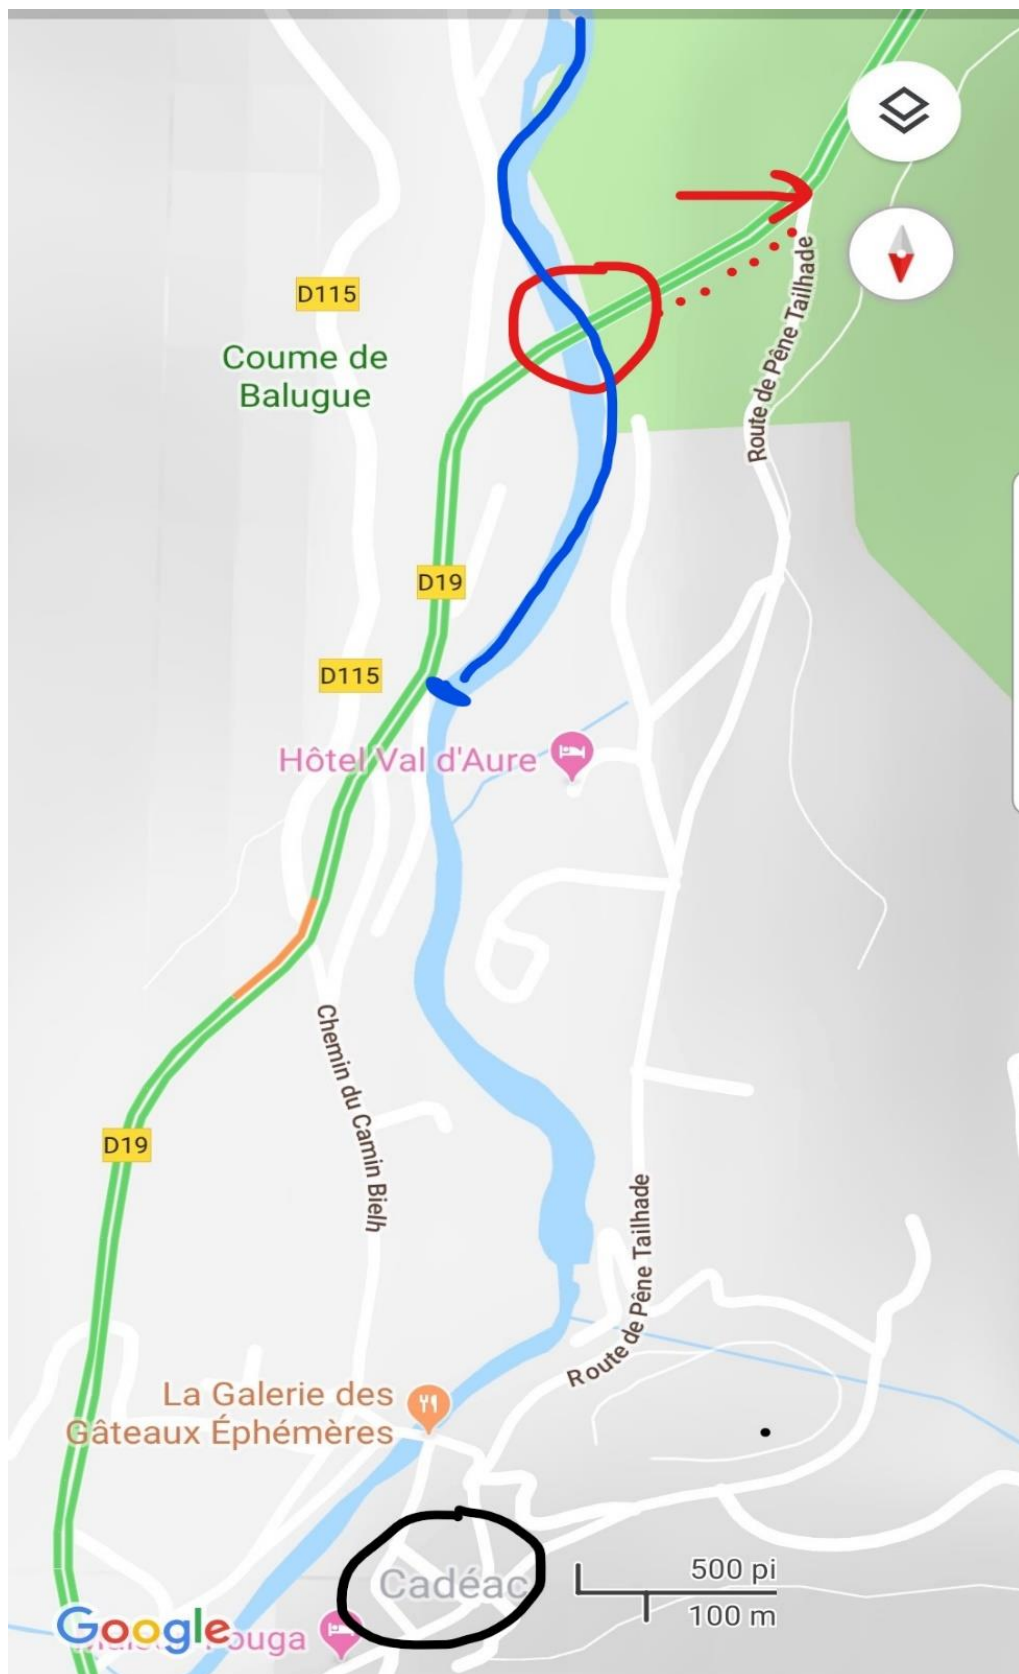 D115
Coume de
Balugue
Route de Pêne Tailhade
D19
D115
Hôtel Val d'Aure
Chemin du Camin Bielh
D19
Route de Pêne Tailhade
La Galerie des
Gâteaux Éphémères
Cadéac
500 pi
100 m
Google